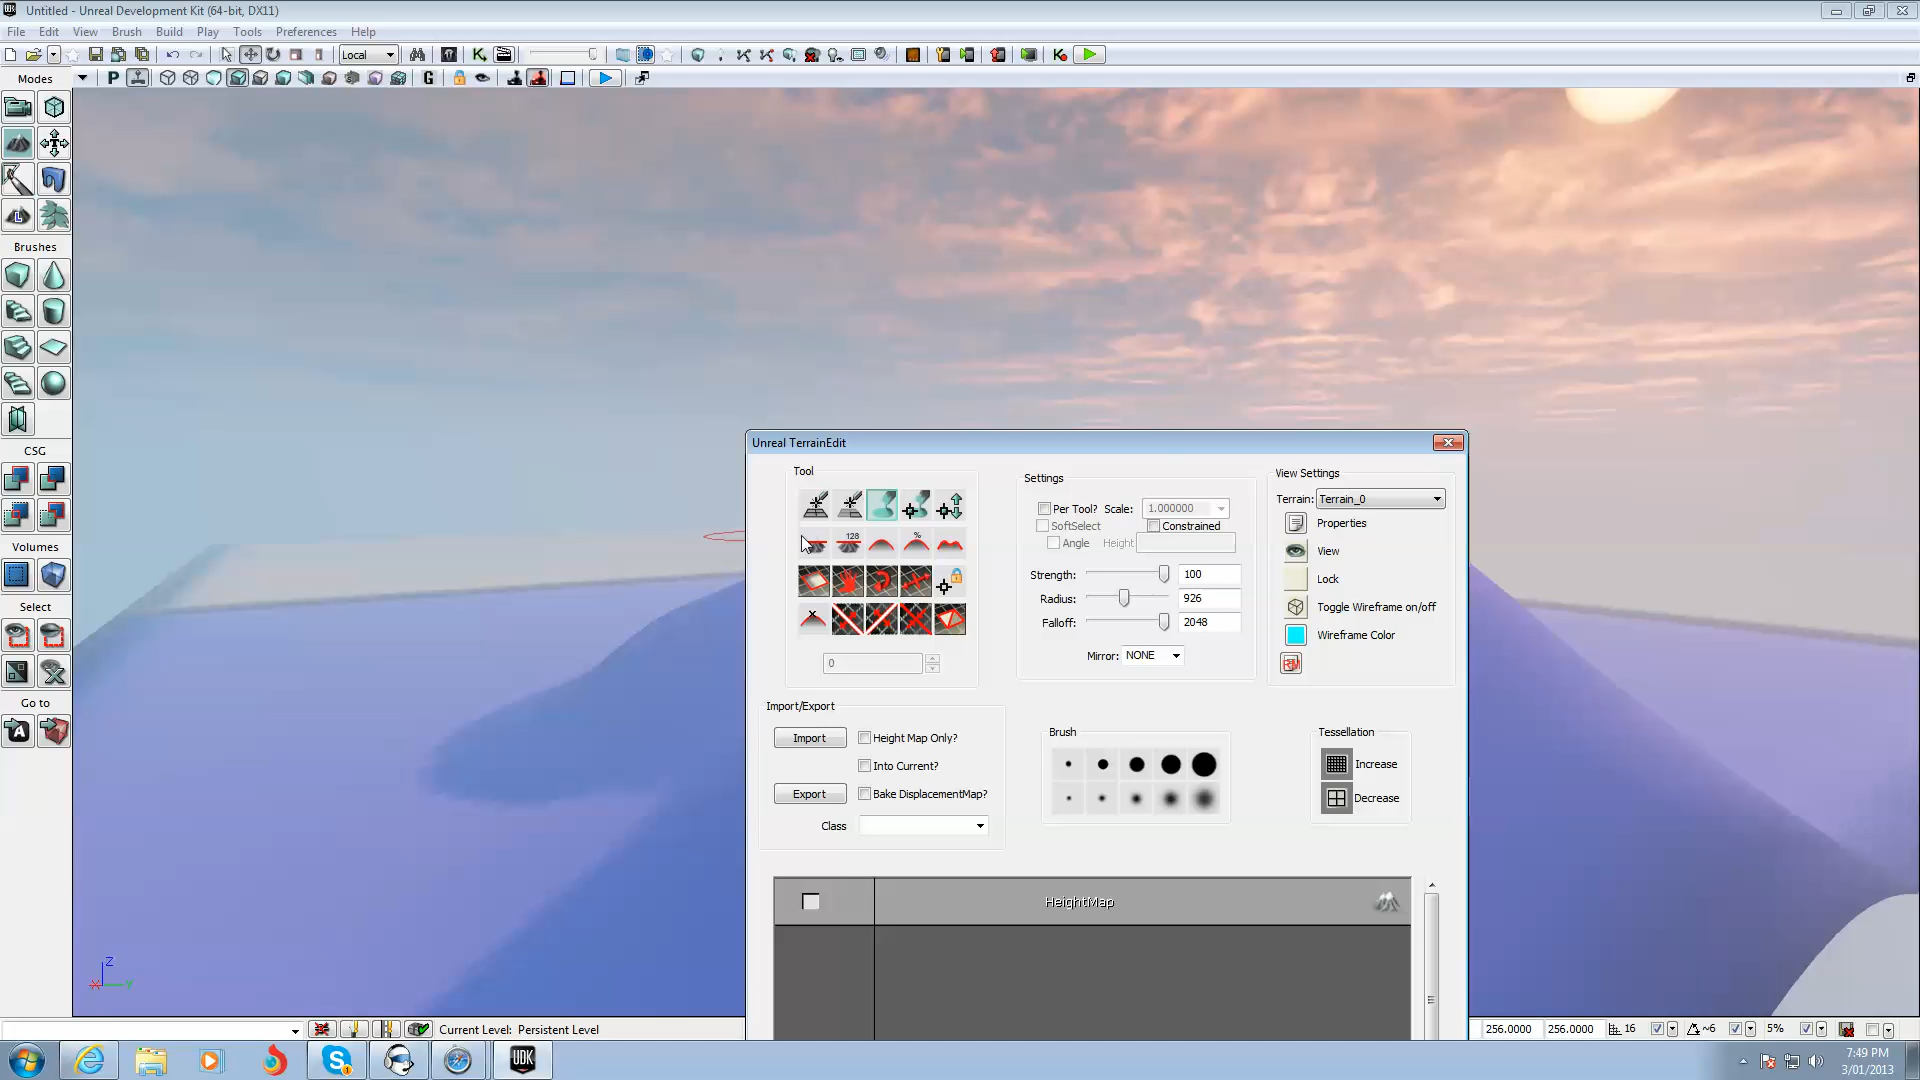 Untitled - Unreal Development Kit (64-bit, DX11)
File Edit View Brush Build Play Tools Preferences Help
Local
Modes
P
G
L
Brushes
CSG
Volumes
Select
Go to
A
Unreal TerrainEdit
Tool
128
%
0
Settings
Per Tool? Scale: 1.000000
SoftSelect Constrained
Angle Height
Strength: 100
Radius: 926
Falloff: 2048
Mirror: NONE
View Settings
Terrain: Terrain_0
Properties
View
Lock
Toggle Wireframe on/off
Wireframe Color
Import/Export
Import Height Map Only?
Into Current?
Export Bake DisplacementMap?
Class
Brush
Tessellation
Increase
Decrease
HeightMap
Z
X Y
Current Level: Persistent Level
256.0000 256.0000 16 ~6 5%
UDK
7:49 PM
3/01/2013